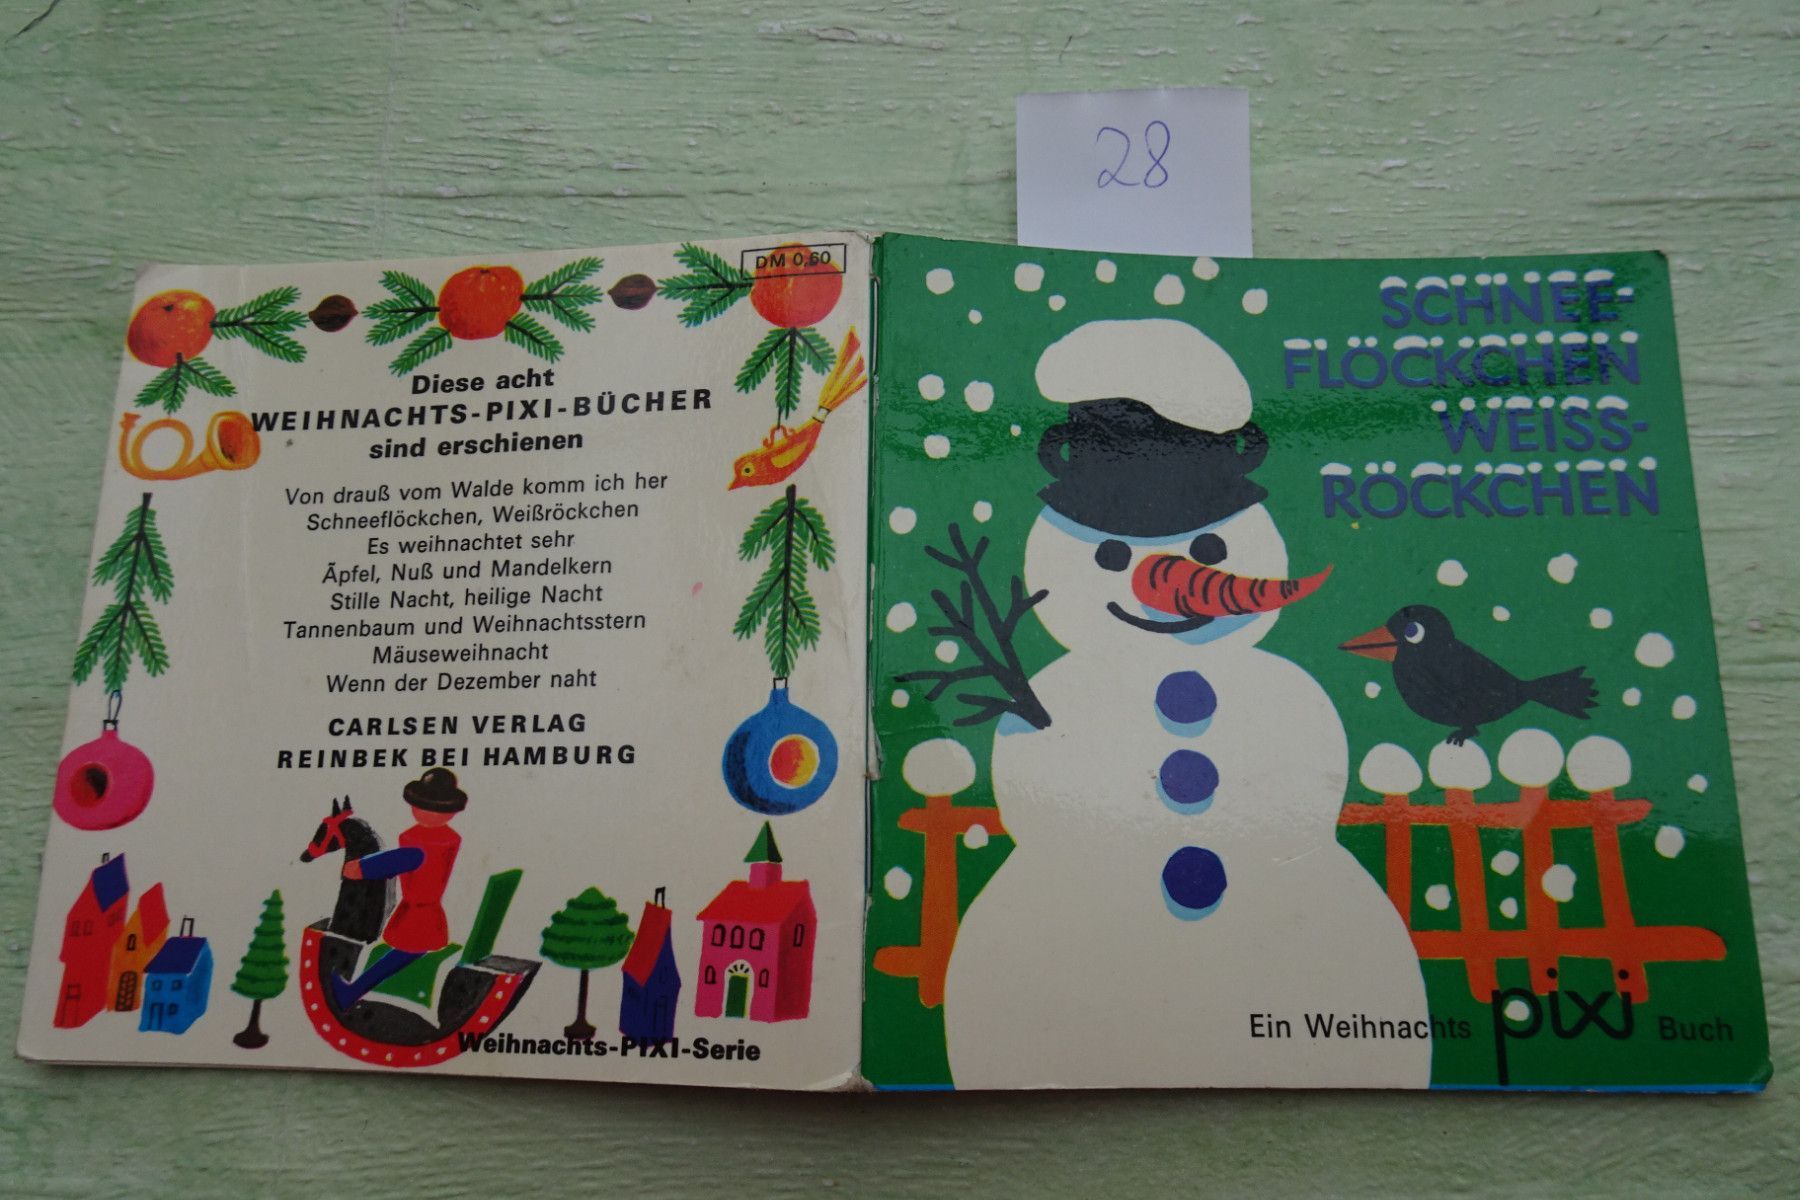 28
DM 0,60
Diese acht
WEIHNACHTS-PIXI-BÜCHER
sind erschienen
Von drauß vom Walde komm ich her
Schneeflöckchen, Weißröckchen
Es weihnachtet sehr
Äpfel, Nuß und Mandelkern
Stille Nacht, heilige Nacht
Tannenbaum und Weihnachtsstern
Mäuseweihnacht
Wenn der Dezember naht
CARLSEN VERLAG
REINBEK BEI HAMBURG
Weihnachts-PIXI-Serie
SCHNEE-
FLÖCKCHEN
WEISS-
RÖCKCHEN
Ein Weihnachts pixi Buch